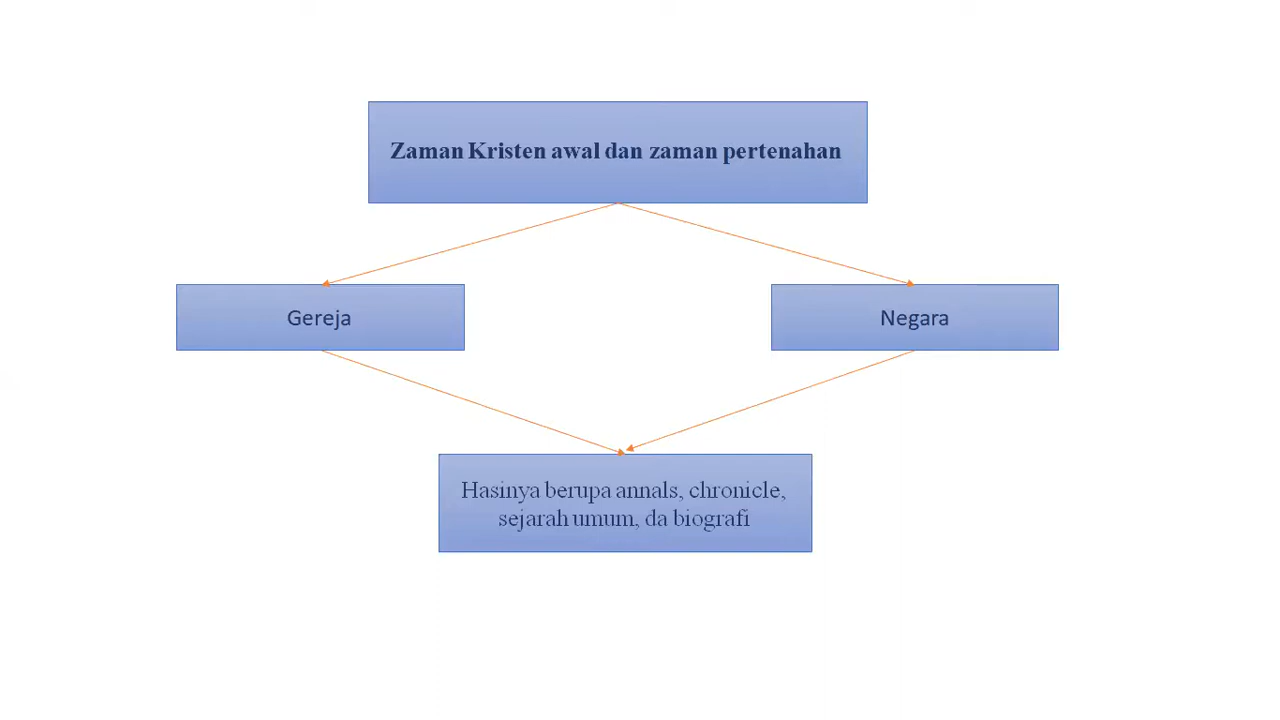 Zaman Kristen awal dan zaman pertenahan
Gereja
Negara
Hasinya berupa annals, chronicle,
sejarah umum, da biografi